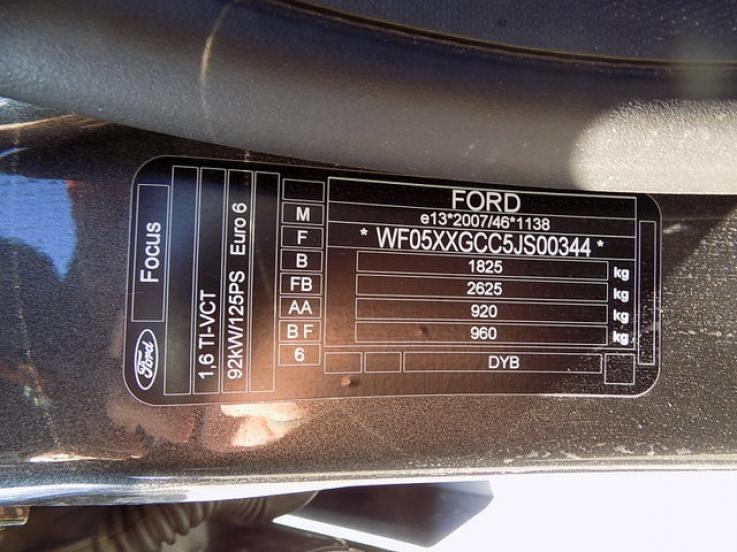 Focus
Ford
1,6 TI-VCT
92kW/125PS Euro 6
M
F
B
FB
AA
B F
6
FORD
e13*2007/46*1138
* WF05XXGCC5JS00344 *
1825 kg
2625 kg
920 kg
960 kg
DYB